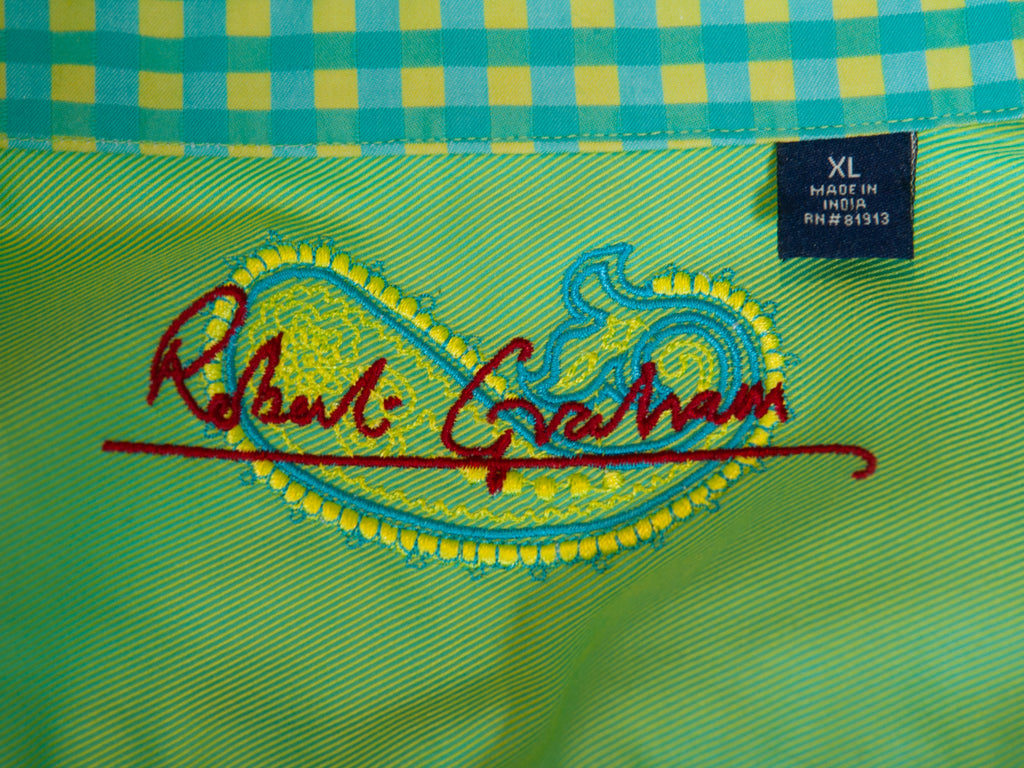 XL
MADE IN
INDIA
RN#81913
Robert Graham